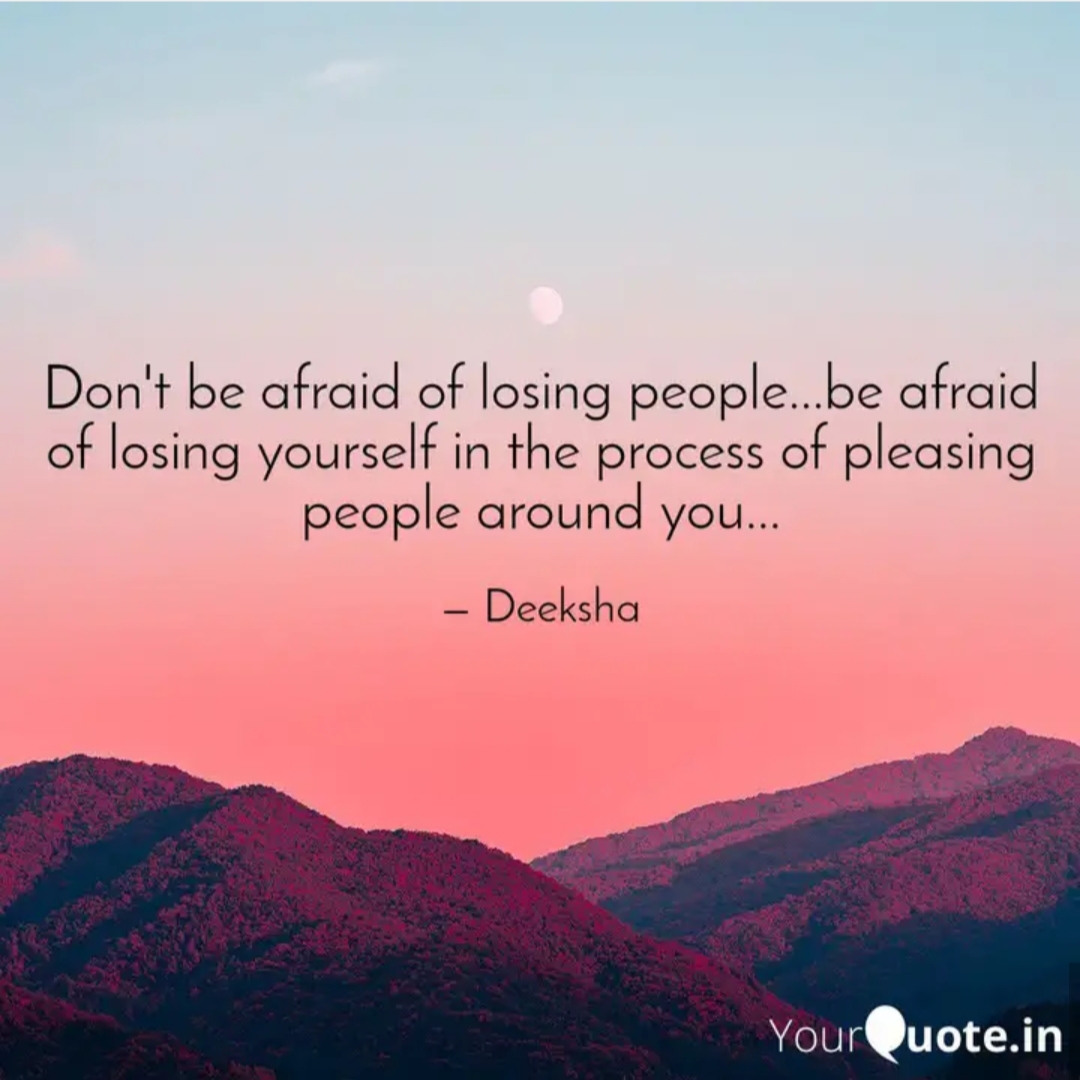 Don't be afraid of losing people...be afraid
of losing yourself in the process of pleasing
people around you...
– Deeksha
YourQuote.in